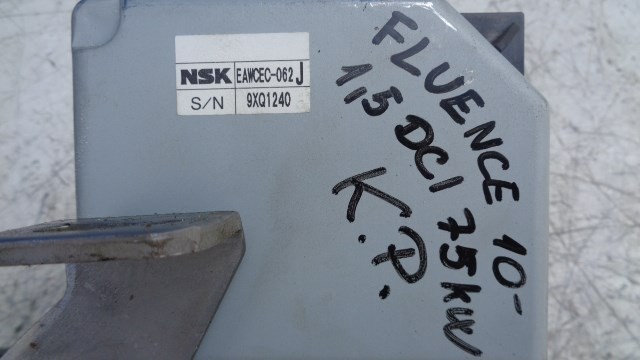 NSK EAWCEC-062 J
S/N 9XQ1240
FLUENCE 10-
1,5 DCI 75kW
K.P.